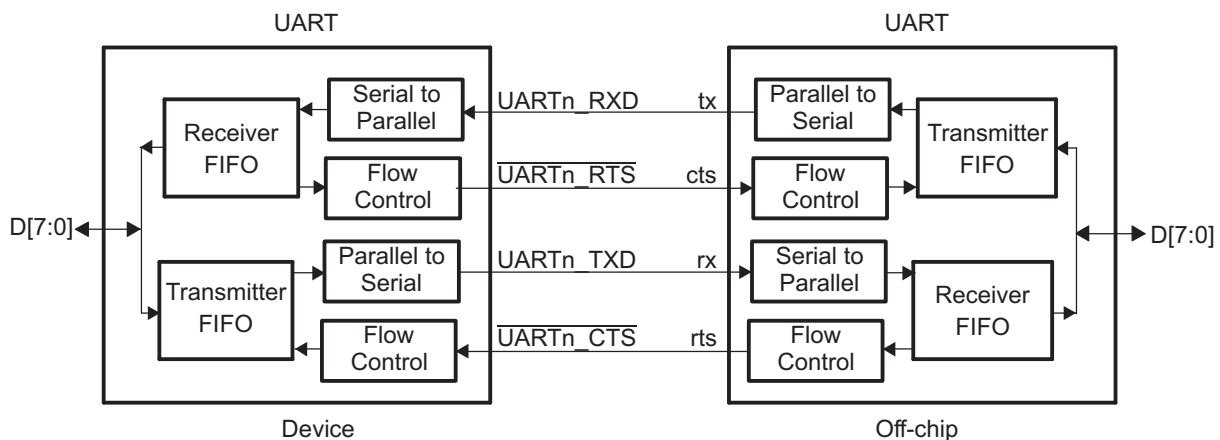 UART
UART
Serial to
Parallel
UARTn_RXD
tx
Parallel to
Serial
Receiver
FIFO
Transmitter
FIFO
Flow
Control
UARTn_RTS
cts
Flow
Control
D[7:0]
D[7:0]
Parallel to
Serial
UARTn_TXD
rx
Serial to
Parallel
Transmitter
FIFO
Receiver
FIFO
Flow
Control
UARTn_CTS
rts
Flow
Control
Device
Off-chip